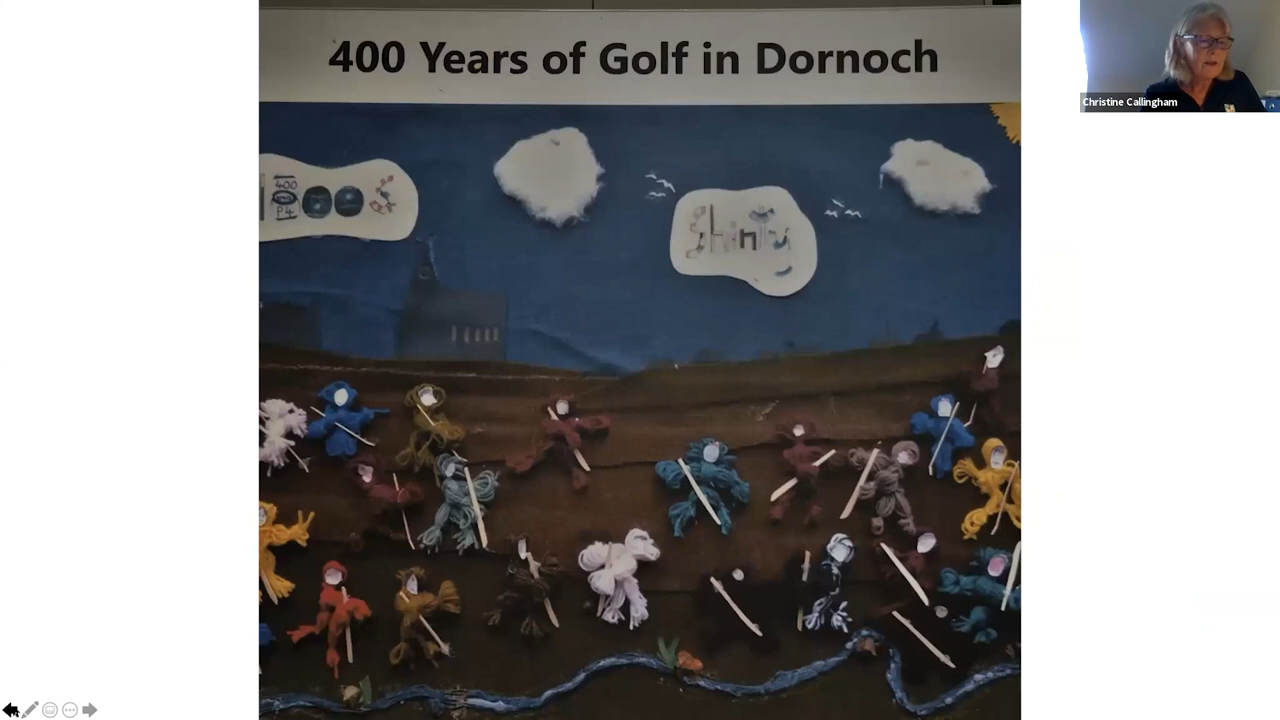 400 Years of Golf in Dornoch
Christine Callingham
400
P4
Shinty